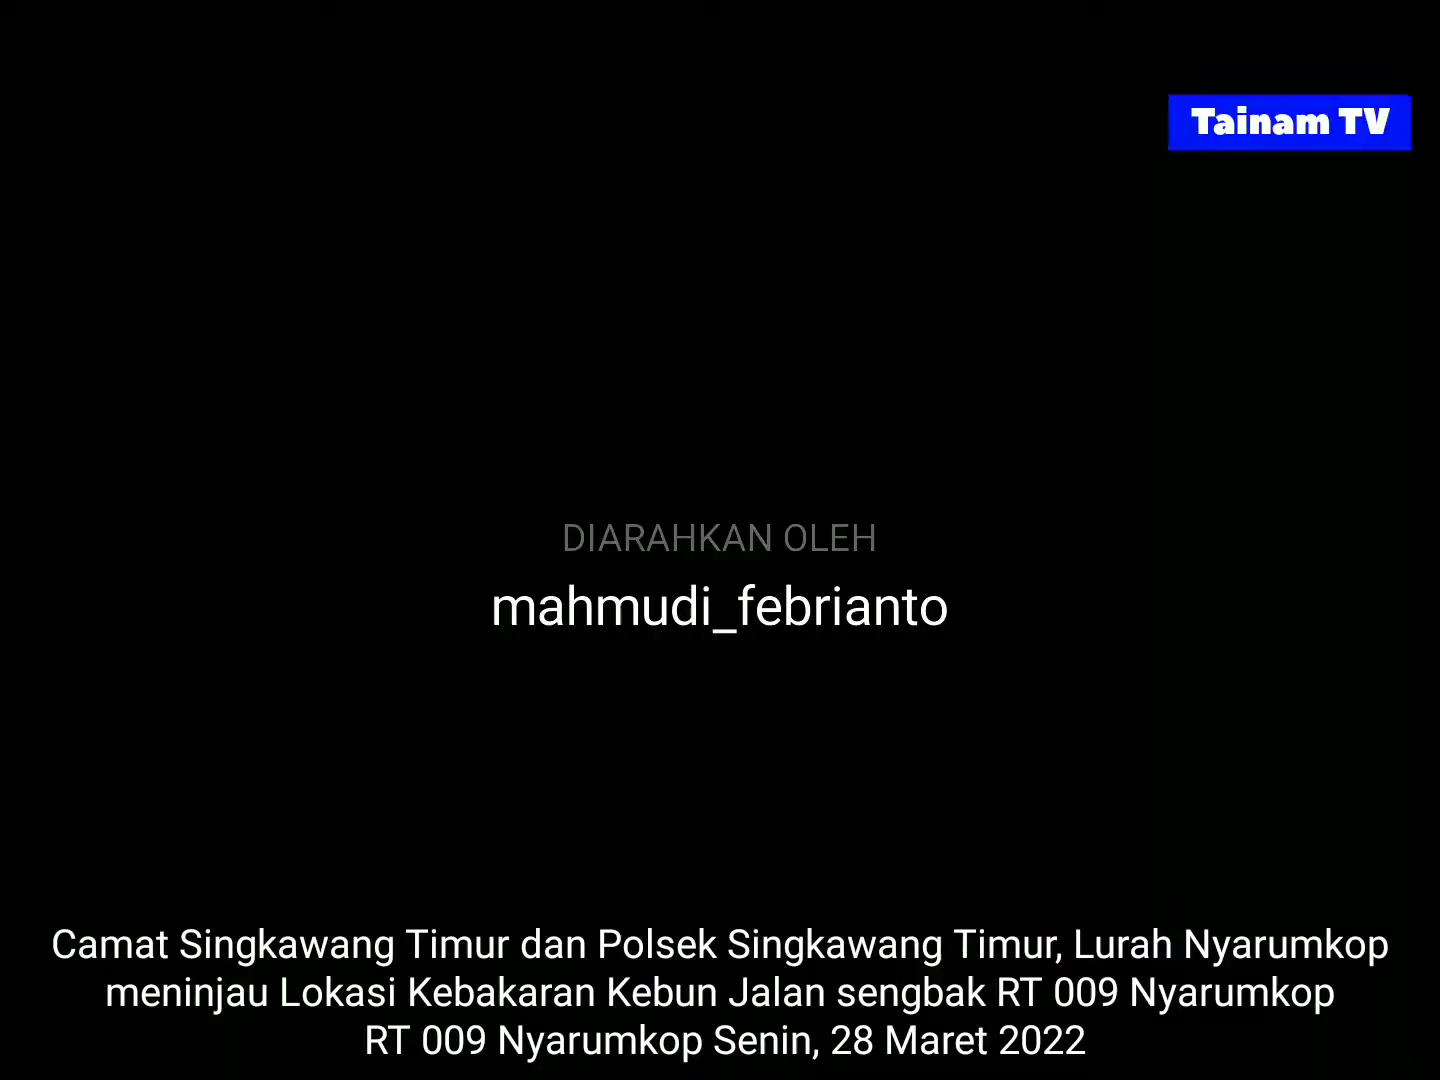 Tainam TV
DIARAHKAN OLEH
mahmudi_febrianto
Camat Singkawang Timur dan Polsek Singkawang Timur, Lurah Nyarumkop
meninjau Lokasi Kebakaran Kebun Jalan sengbak RT 009 Nyarumkop
RT 009 Nyarumkop Senin, 28 Maret 2022